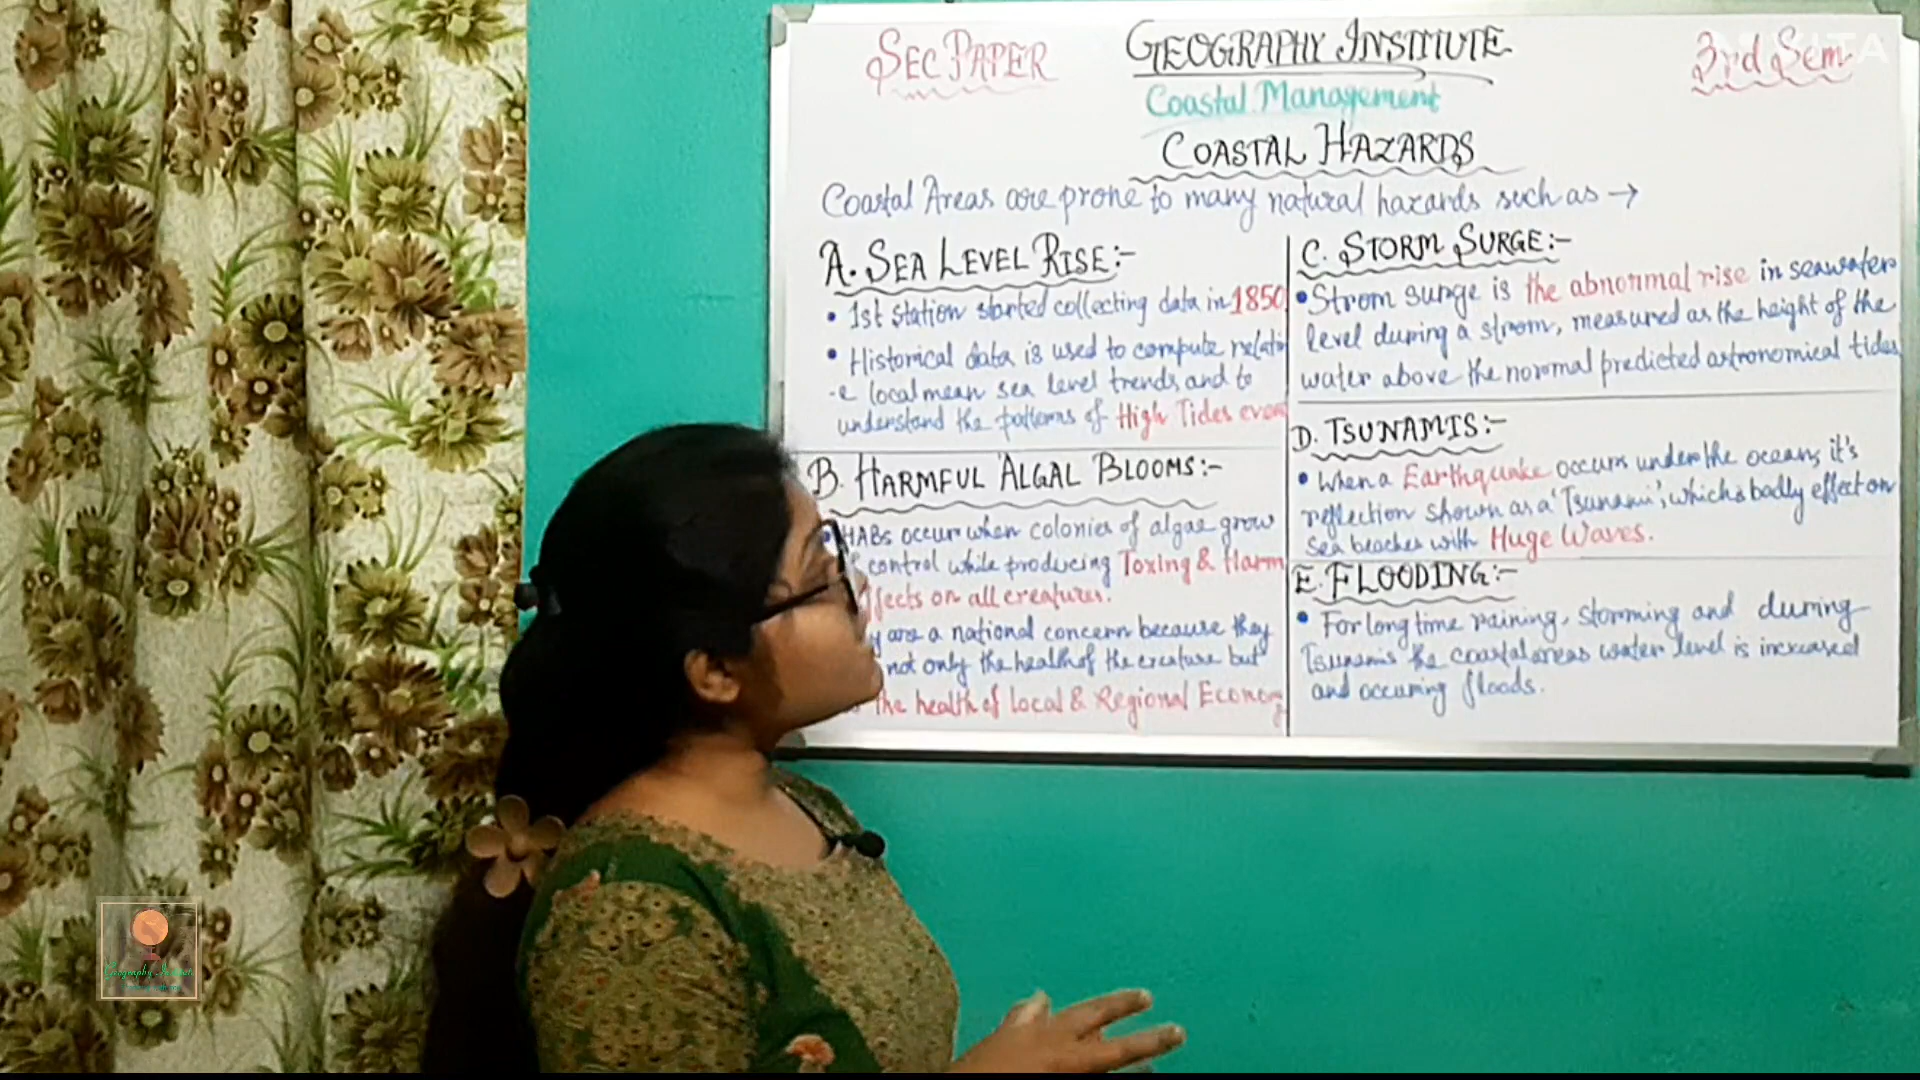 SEC PAPER
GEOGRAPHY INSTITUTE
3rd Sem
Coastal Management
COASTAL HAZARDS
Coastal Areas are prone to many natural hazards such as →
A. SEA LEVEL RISE:-
• 1st station started collecting data in 1850
• Historical data is used to compute relativ
-e local mean sea level trends, and to
understand the patterns of High Tides even
B. HARMFUL ALGAL BLOOMS:-
• HABs occur when colonies of algae grow
control while producing Toxing & Harm
ffects on all creatures.
y are a national concern because they
not only the health of the creature but
the health of Local & Regional Econom
C. STORM SURGE:-
• Strom surge is the abnormal rise in seawater
level during a strom, measured as the height of the
water above the normal predicted astronomical tides
D. TSUNAMIS:-
• When a Earthquake occurs under the ocean, it's
reflection shown as a 'Tsunami', which is badly effect on
Sea beaches with Huge Waves.
E. FLOODING:-
• For long time raining, storming and during
Tsunamis the coastal areas water level is increased
and occuring floods.